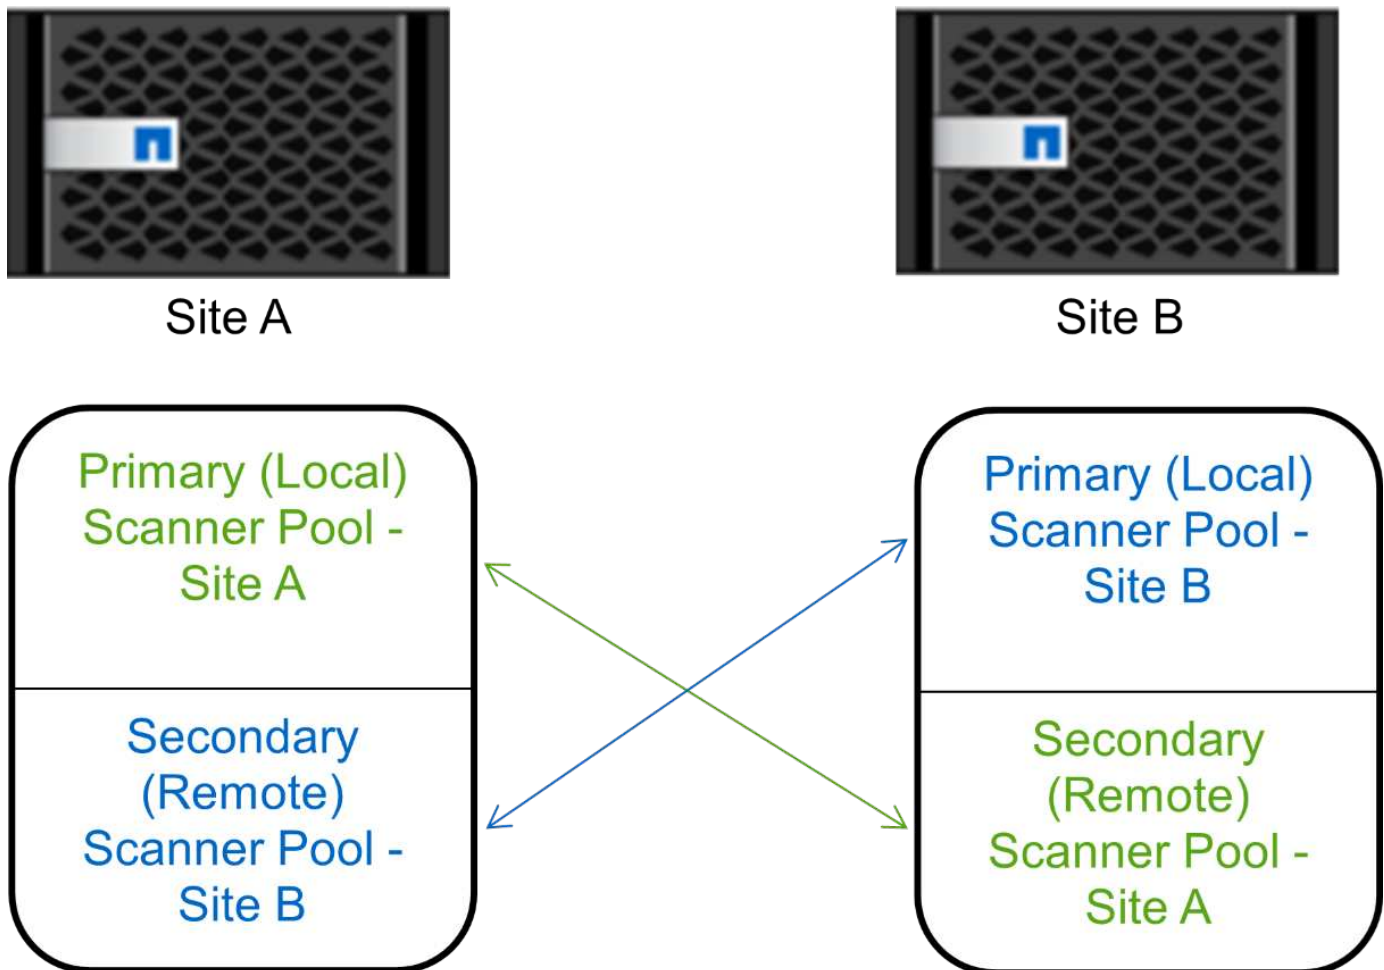 Site A
Site B
Primary (Local)
Scanner Pool -
Site A
Secondary
(Remote)
Scanner Pool -
Site B
Primary (Local)
Scanner Pool -
Site B
Secondary
(Remote)
Scanner Pool -
Site A